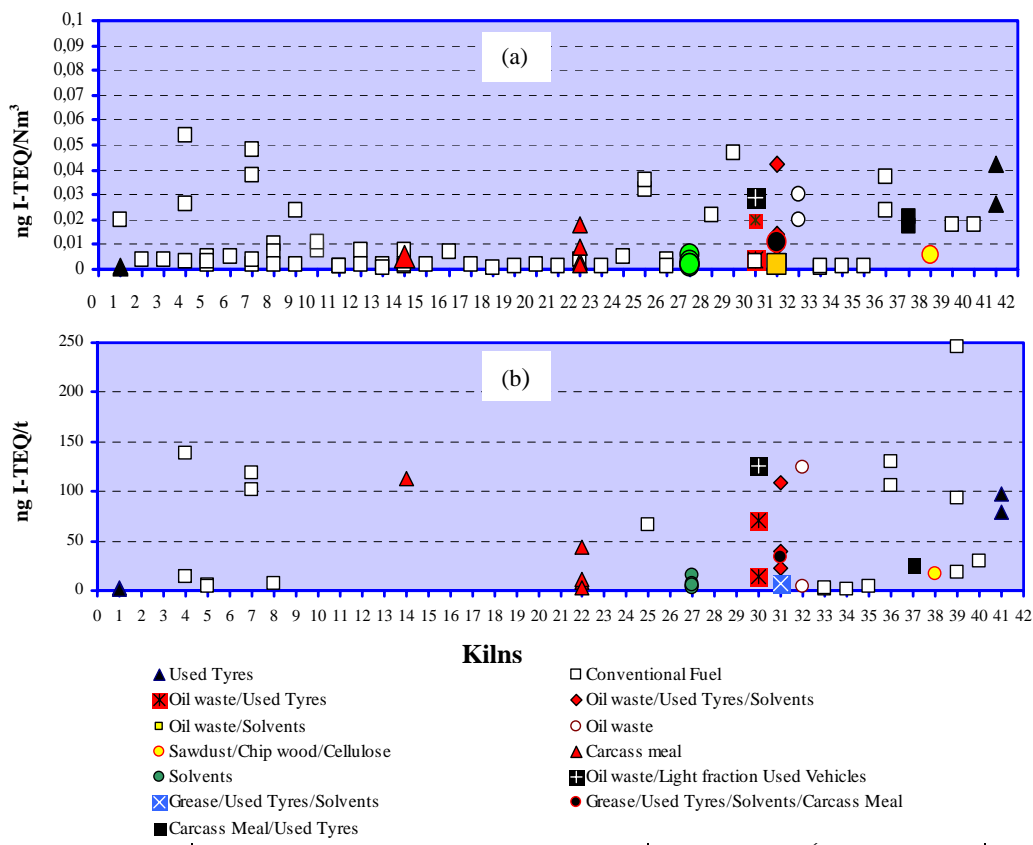 0,1
0,09
0,08
0,07
0,06
0,05
0,04
0,03
0,02
0,01
0
ng I-TEQ/Nm³
(a)
0 1 2 3 4 5 6 7 8 9 10 11 12 13 14 15 16 17 18 19 20 21 22 23 24 25 26 27 28 29 30 31 32 33 34 35 36 37 38 39 40 41 42
250
200
150
100
50
0
ng I-TEQ/t
(b)
0 1 2 3 4 5 6 7 8 9 10 11 12 13 14 15 16 17 18 19 20 21 22 23 24 25 26 27 28 29 30 31 32 33 34 35 36 37 38 39 40 41 42
Kilns
Used Tyres
Conventional Fuel
Oil waste/Used Tyres
Oil waste/Used Tyres/Solvents
Oil waste/Solvents
Oil waste
Sawdust/Chip wood/Cellulose
Carcass meal
Solvents
Oil waste/Light fraction Used Vehicles
Grease/Used Tyres/Solvents
Grease/Used Tyres/Solvents/Carcass Meal
Carcass Meal/Used Tyres